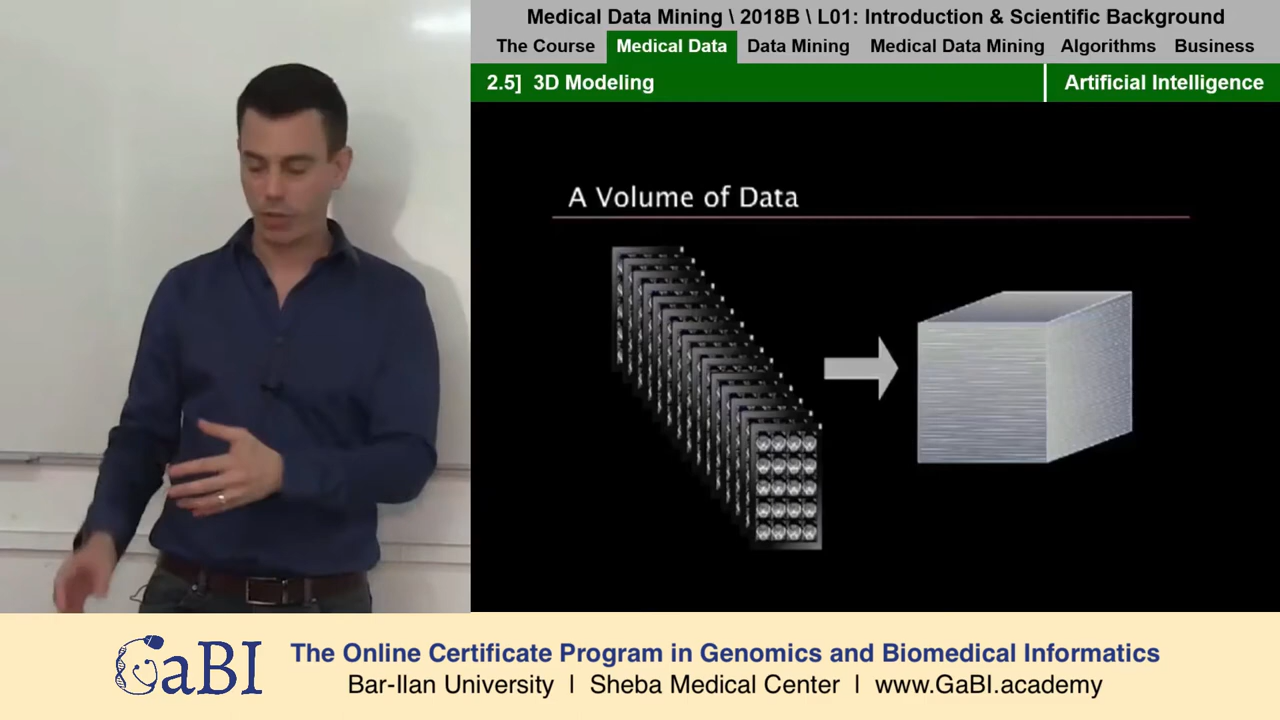 Medical Data Mining \ 2018B \ L01: Introduction & Scientific Background
The Course Medical Data Data Mining Medical Data Mining Algorithms Business
2.5] 3D Modeling Artificial Intelligence
A Volume of Data
GaBI The Online Certificate Program in Genomics and Biomedical Informatics
Bar-Ilan University | Sheba Medical Center | www.GaBI.academy